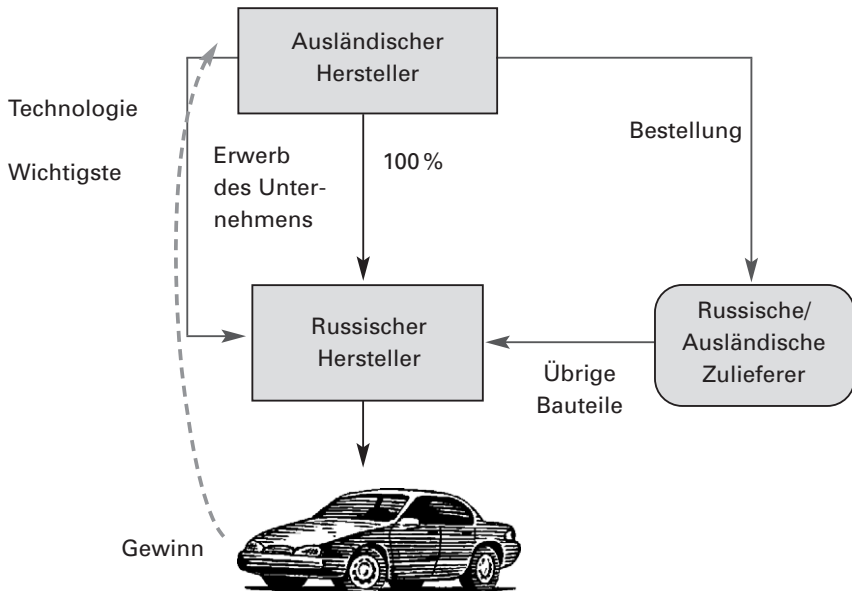 Ausländischer
Hersteller
Technologie
Wichtigste
Erwerb
des Unter-
nehmens
100 %
Bestellung
Russischer
Hersteller
Russische/
Ausländische
Zulieferer
Übrige
Bauteile
Gewinn